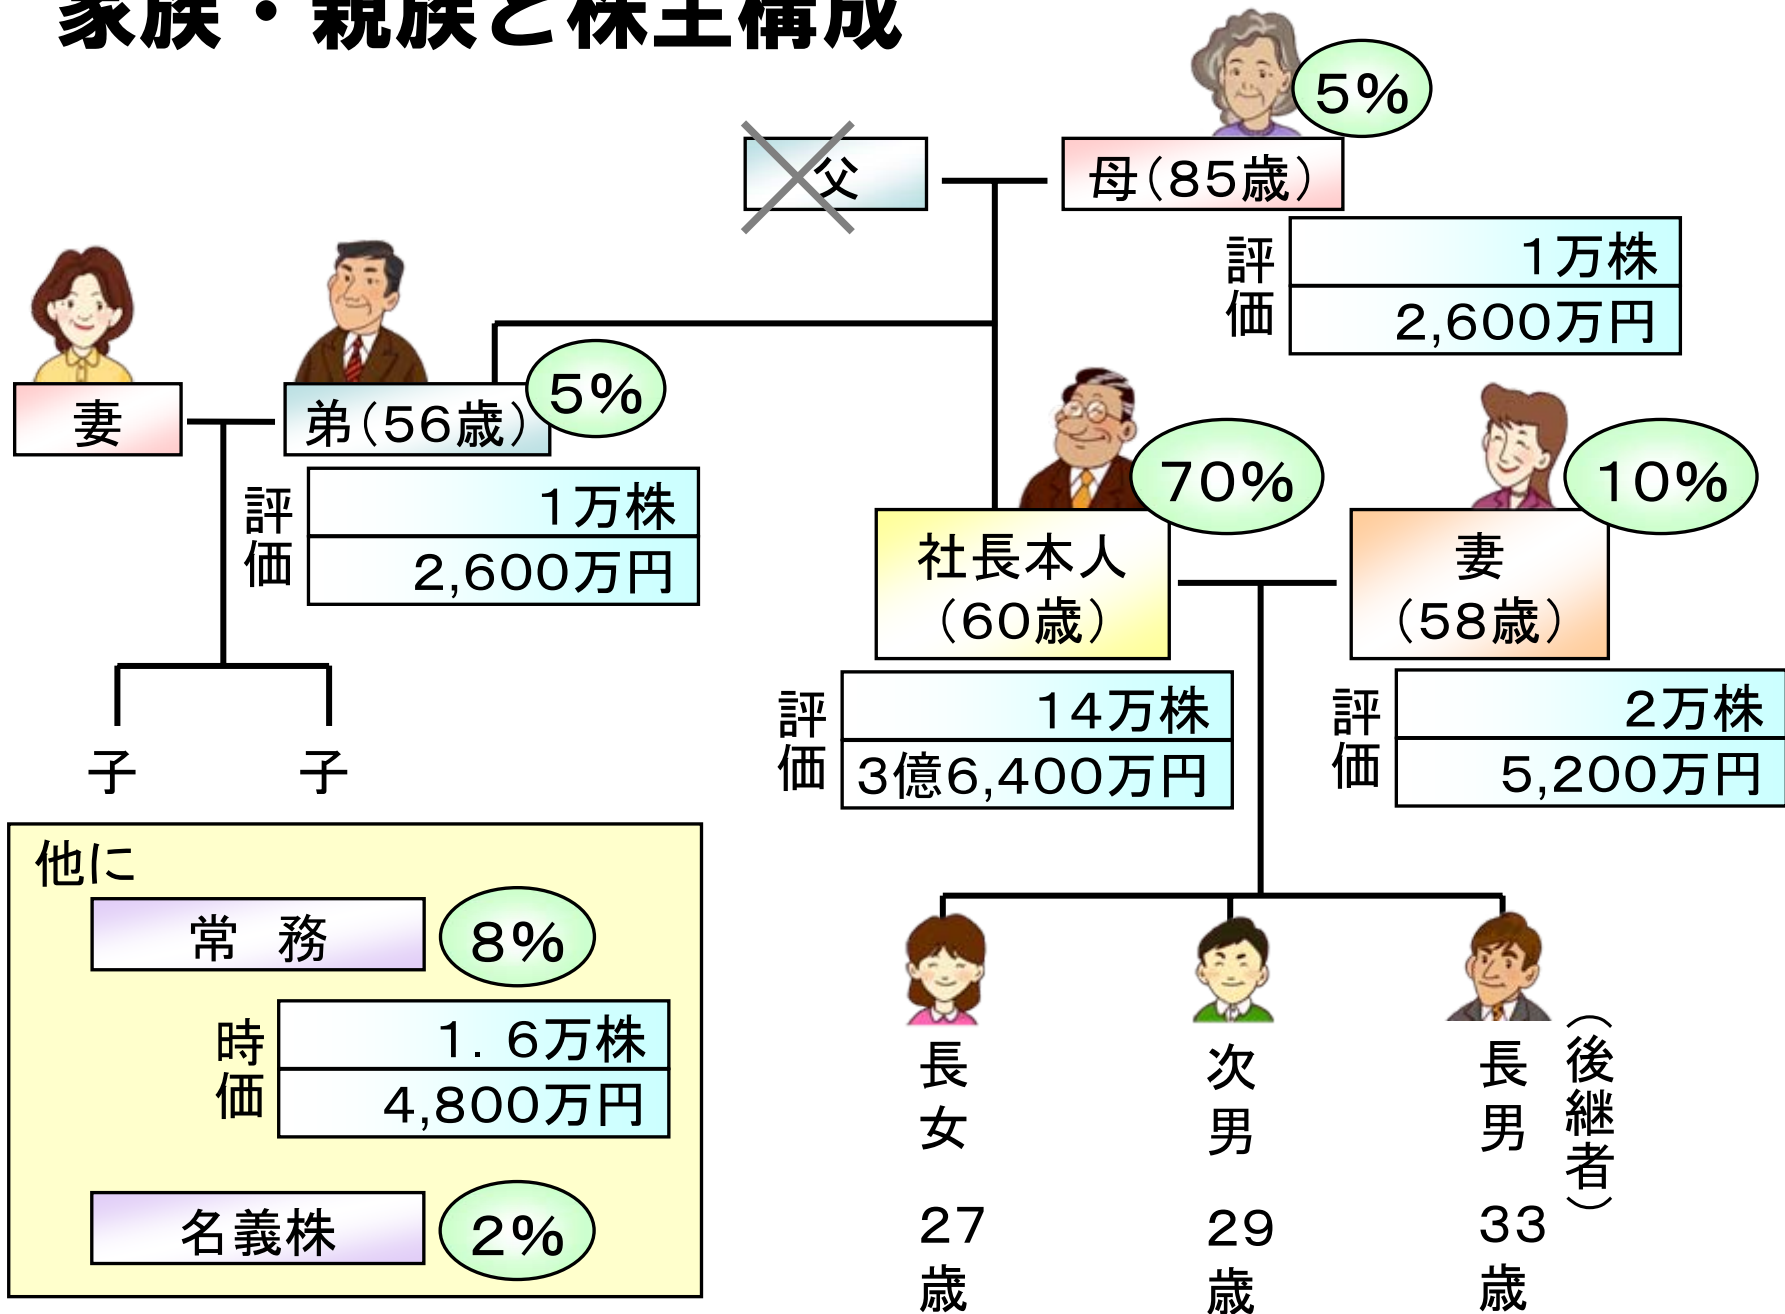 家族・親族と株主構成
5%
父
母(85歳)
評価
1万株
2,600万円
妻
弟(56歳)
5%
評価
1万株
2,600万円
子
子
社長本人
(60歳)
70%
評価
14万株
3億6,400万円
妻
(58歳)
10%
評価
2万株
5,200万円
長女
27歳
次男
29歳
長男
33歳
(後継者)
他に
常 務
8%
時価
1.6万株
4,800万円
名義株
2%